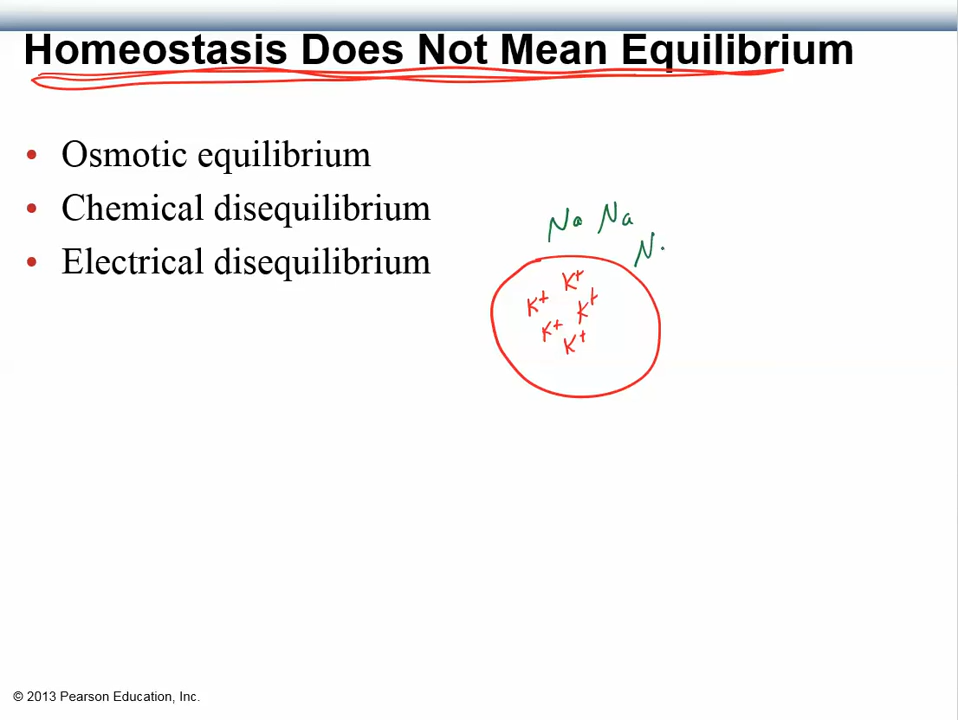 Homeostasis Does Not Mean Equilibrium
• Osmotic equilibrium
• Chemical disequilibrium
• Electrical disequilibrium
Na Na
N
K+
K+ K+
K+
K+
© 2013 Pearson Education, Inc.